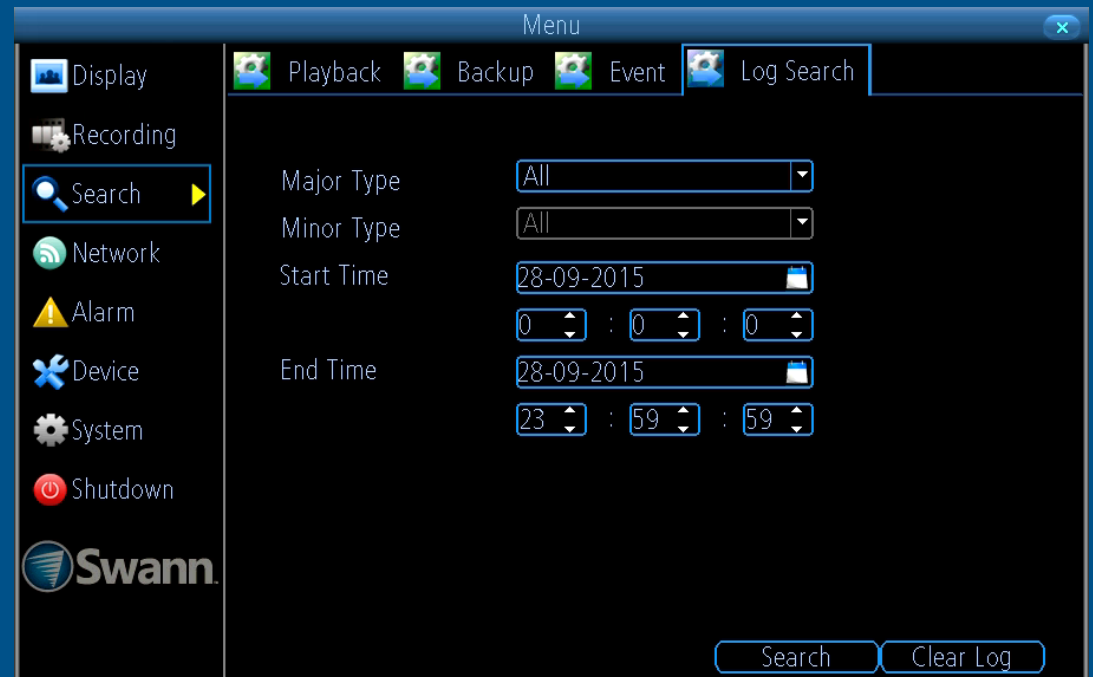 Menu
Display
Recording
Search
Network
Alarm
Device
System
Shutdown
Swann.
Playback Backup Event Log Search
Major Type All
Minor Type All
Start Time 28-09-2015
0 : 0 : 0
End Time 28-09-2015
23 : 59 : 59
Search Clear Log